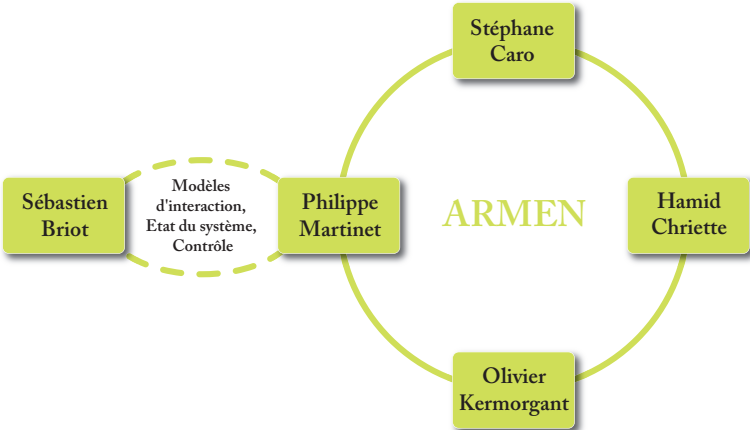 Stéphane
Caro
Sébastien
Briot
Modèles
d'interaction,
Etat du système,
Contrôle
Philippe
Martinet
ARMEN
Hamid
Chriette
Olivier
Kermorgant